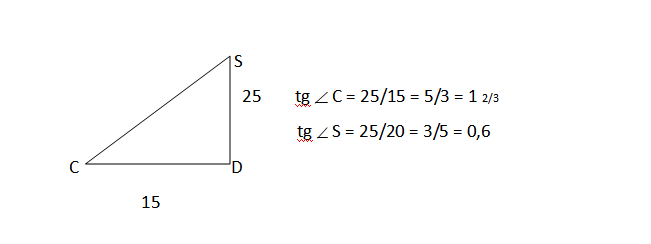 S
25
tg ∠C = 25/15 = 5/3 = 1 2/3
tg ∠S = 25/20 = 3/5 = 0,6
C
D
15